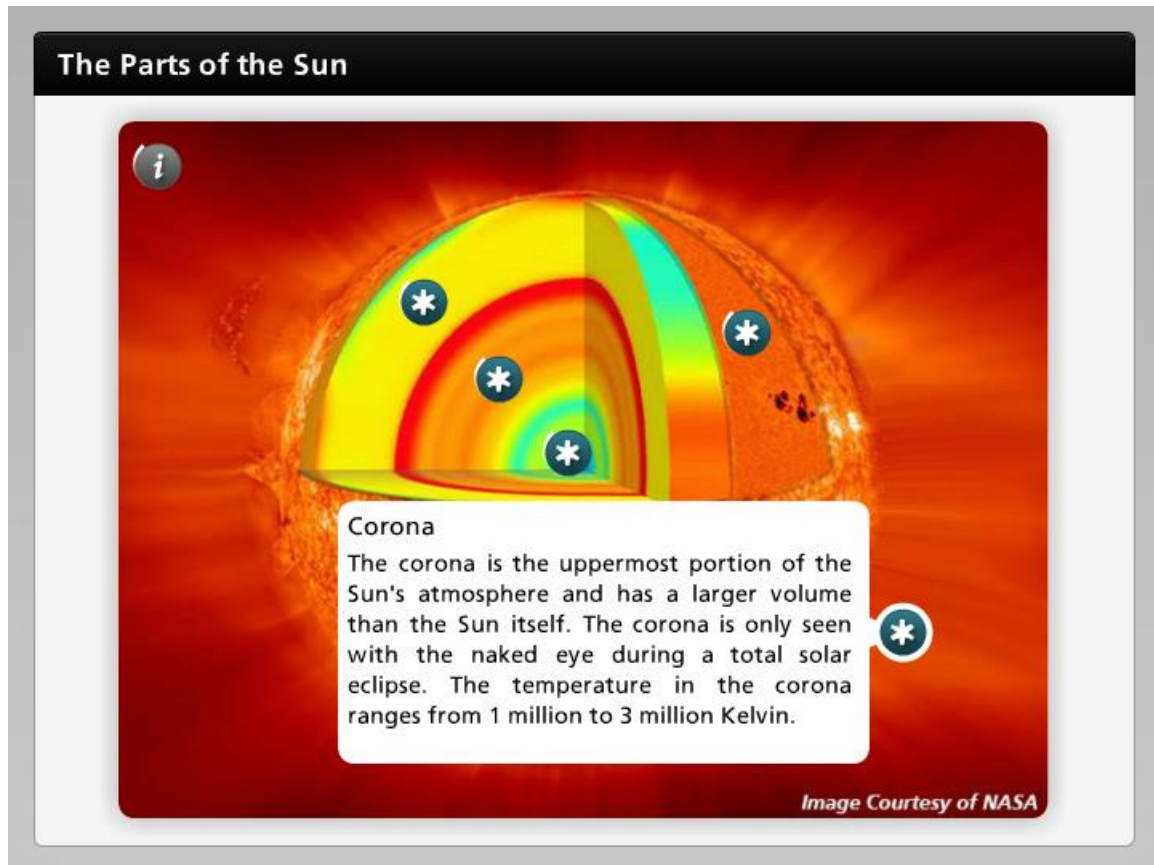 The Parts of the Sun
i
Corona
The corona is the uppermost portion of the
Sun's atmosphere and has a larger volume
than the Sun itself. The corona is only seen
with the naked eye during a total solar
eclipse. The temperature in the corona
ranges from 1 million to 3 million Kelvin.
Image Courtesy of NASA